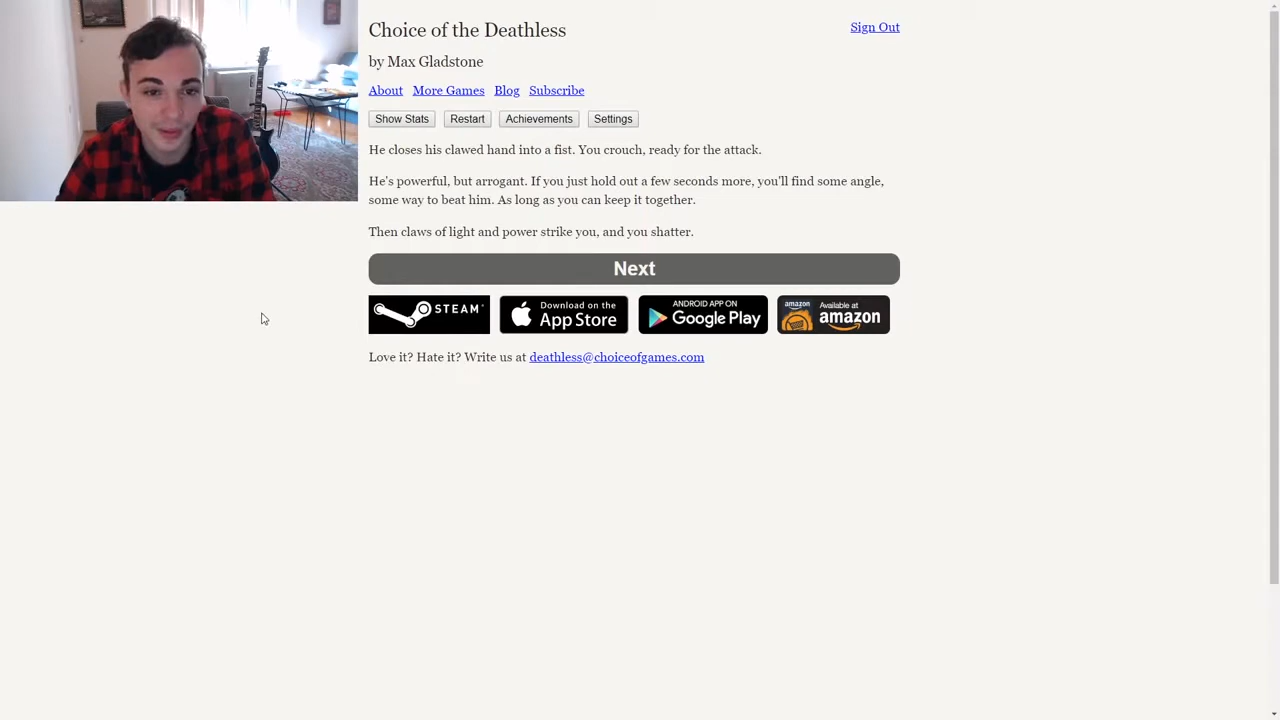 Choice of the Deathless
Sign Out
by Max Gladstone
About More Games Blog Subscribe
Show Stats Restart Achievements Settings
He closes his clawed hand into a fist. You crouch, ready for the attack.
He's powerful, but arrogant. If you just hold out a few seconds more, you'll find some angle,
some way to beat him. As long as you can keep it together.
Then claws of light and power strike you, and you shatter.
Next
STEAM
Download on the
App Store
ANDROID APP ON
Google Play
amazon
Available at
amazon
Love it? Hate it? Write us at deathless@choiceofgames.com